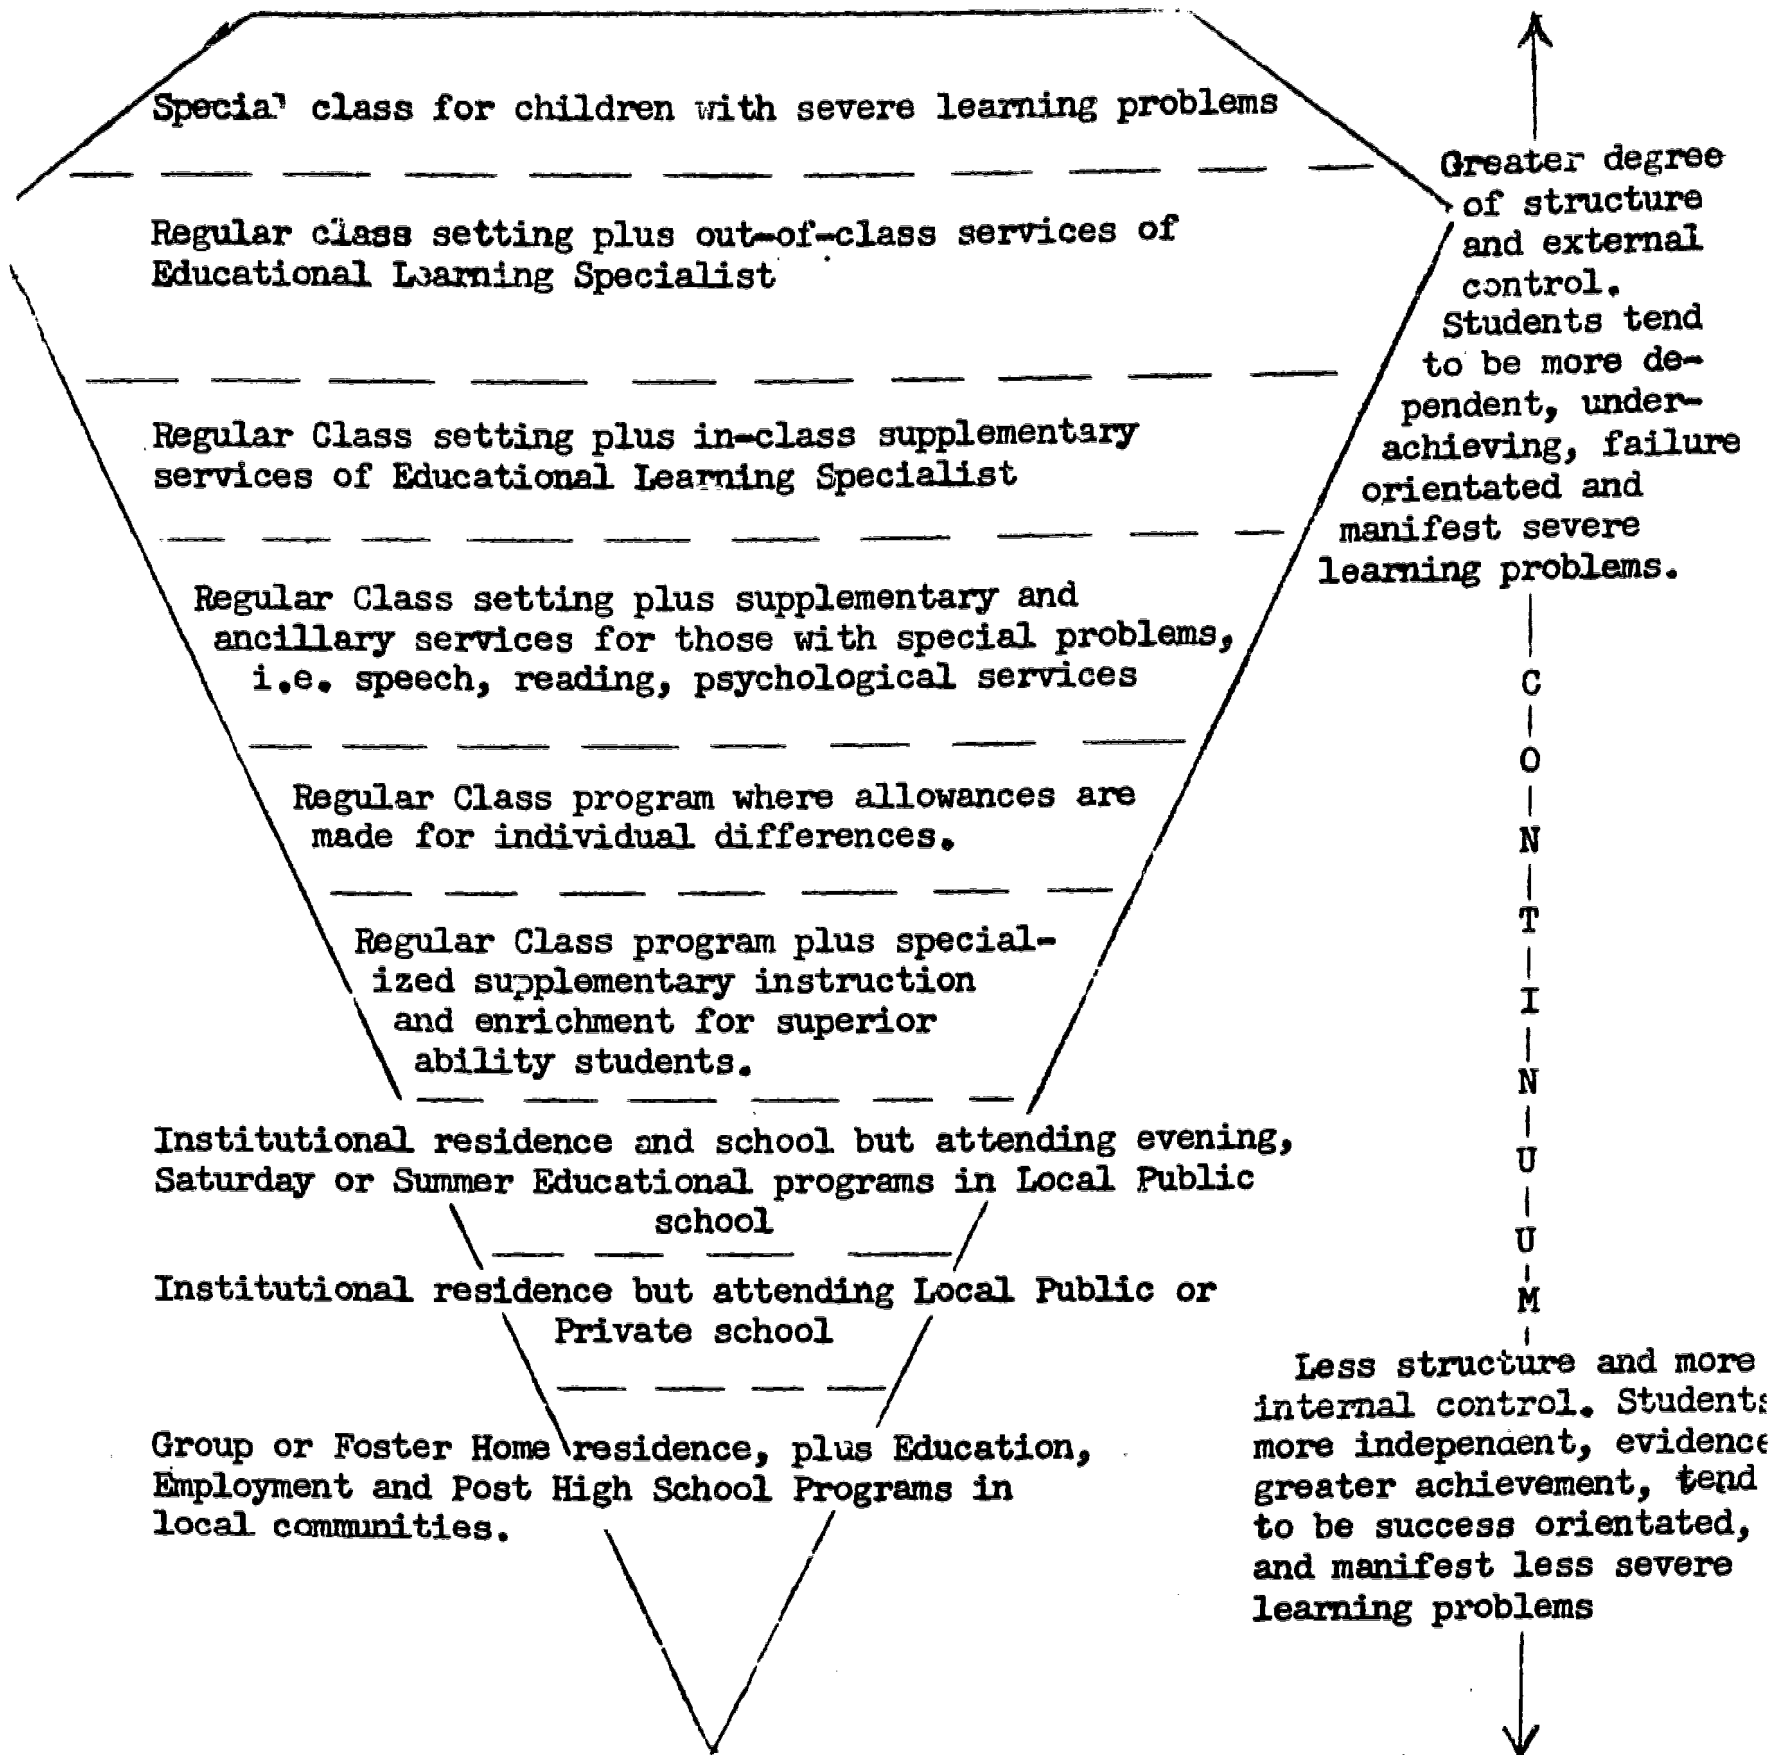 Special class for children with severe learning problems
Regular class setting plus out-of-class services of
Educational Learning Specialist
Regular Class setting plus in-class supplementary
services of Educational Learning Specialist
Regular Class setting plus supplementary and
ancillary services for those with special problems,
i.e. speech, reading, psychological services
Regular Class program where allowances are
made for individual differences.
Regular Class program plus special-
ized supplementary instruction
and enrichment for superior
ability students.
Institutional residence and school but attending evening,
Saturday or Summer Educational programs in Local Public
school
Institutional residence but attending Local Public or
Private school
Group or Foster Home residence, plus Education,
Employment and Post High School Programs in
local communities.
Greater degree
of structure
and external
control.
Students tend
to be more de-
pendent, under-
achieving, failure
orientated and
manifest severe
learning problems.
C
O
N
T
I
N
U
U
M
Less structure and more
internal control. Students
more independent, evidence
greater achievement, tend
to be success orientated,
and manifest less severe
learning problems